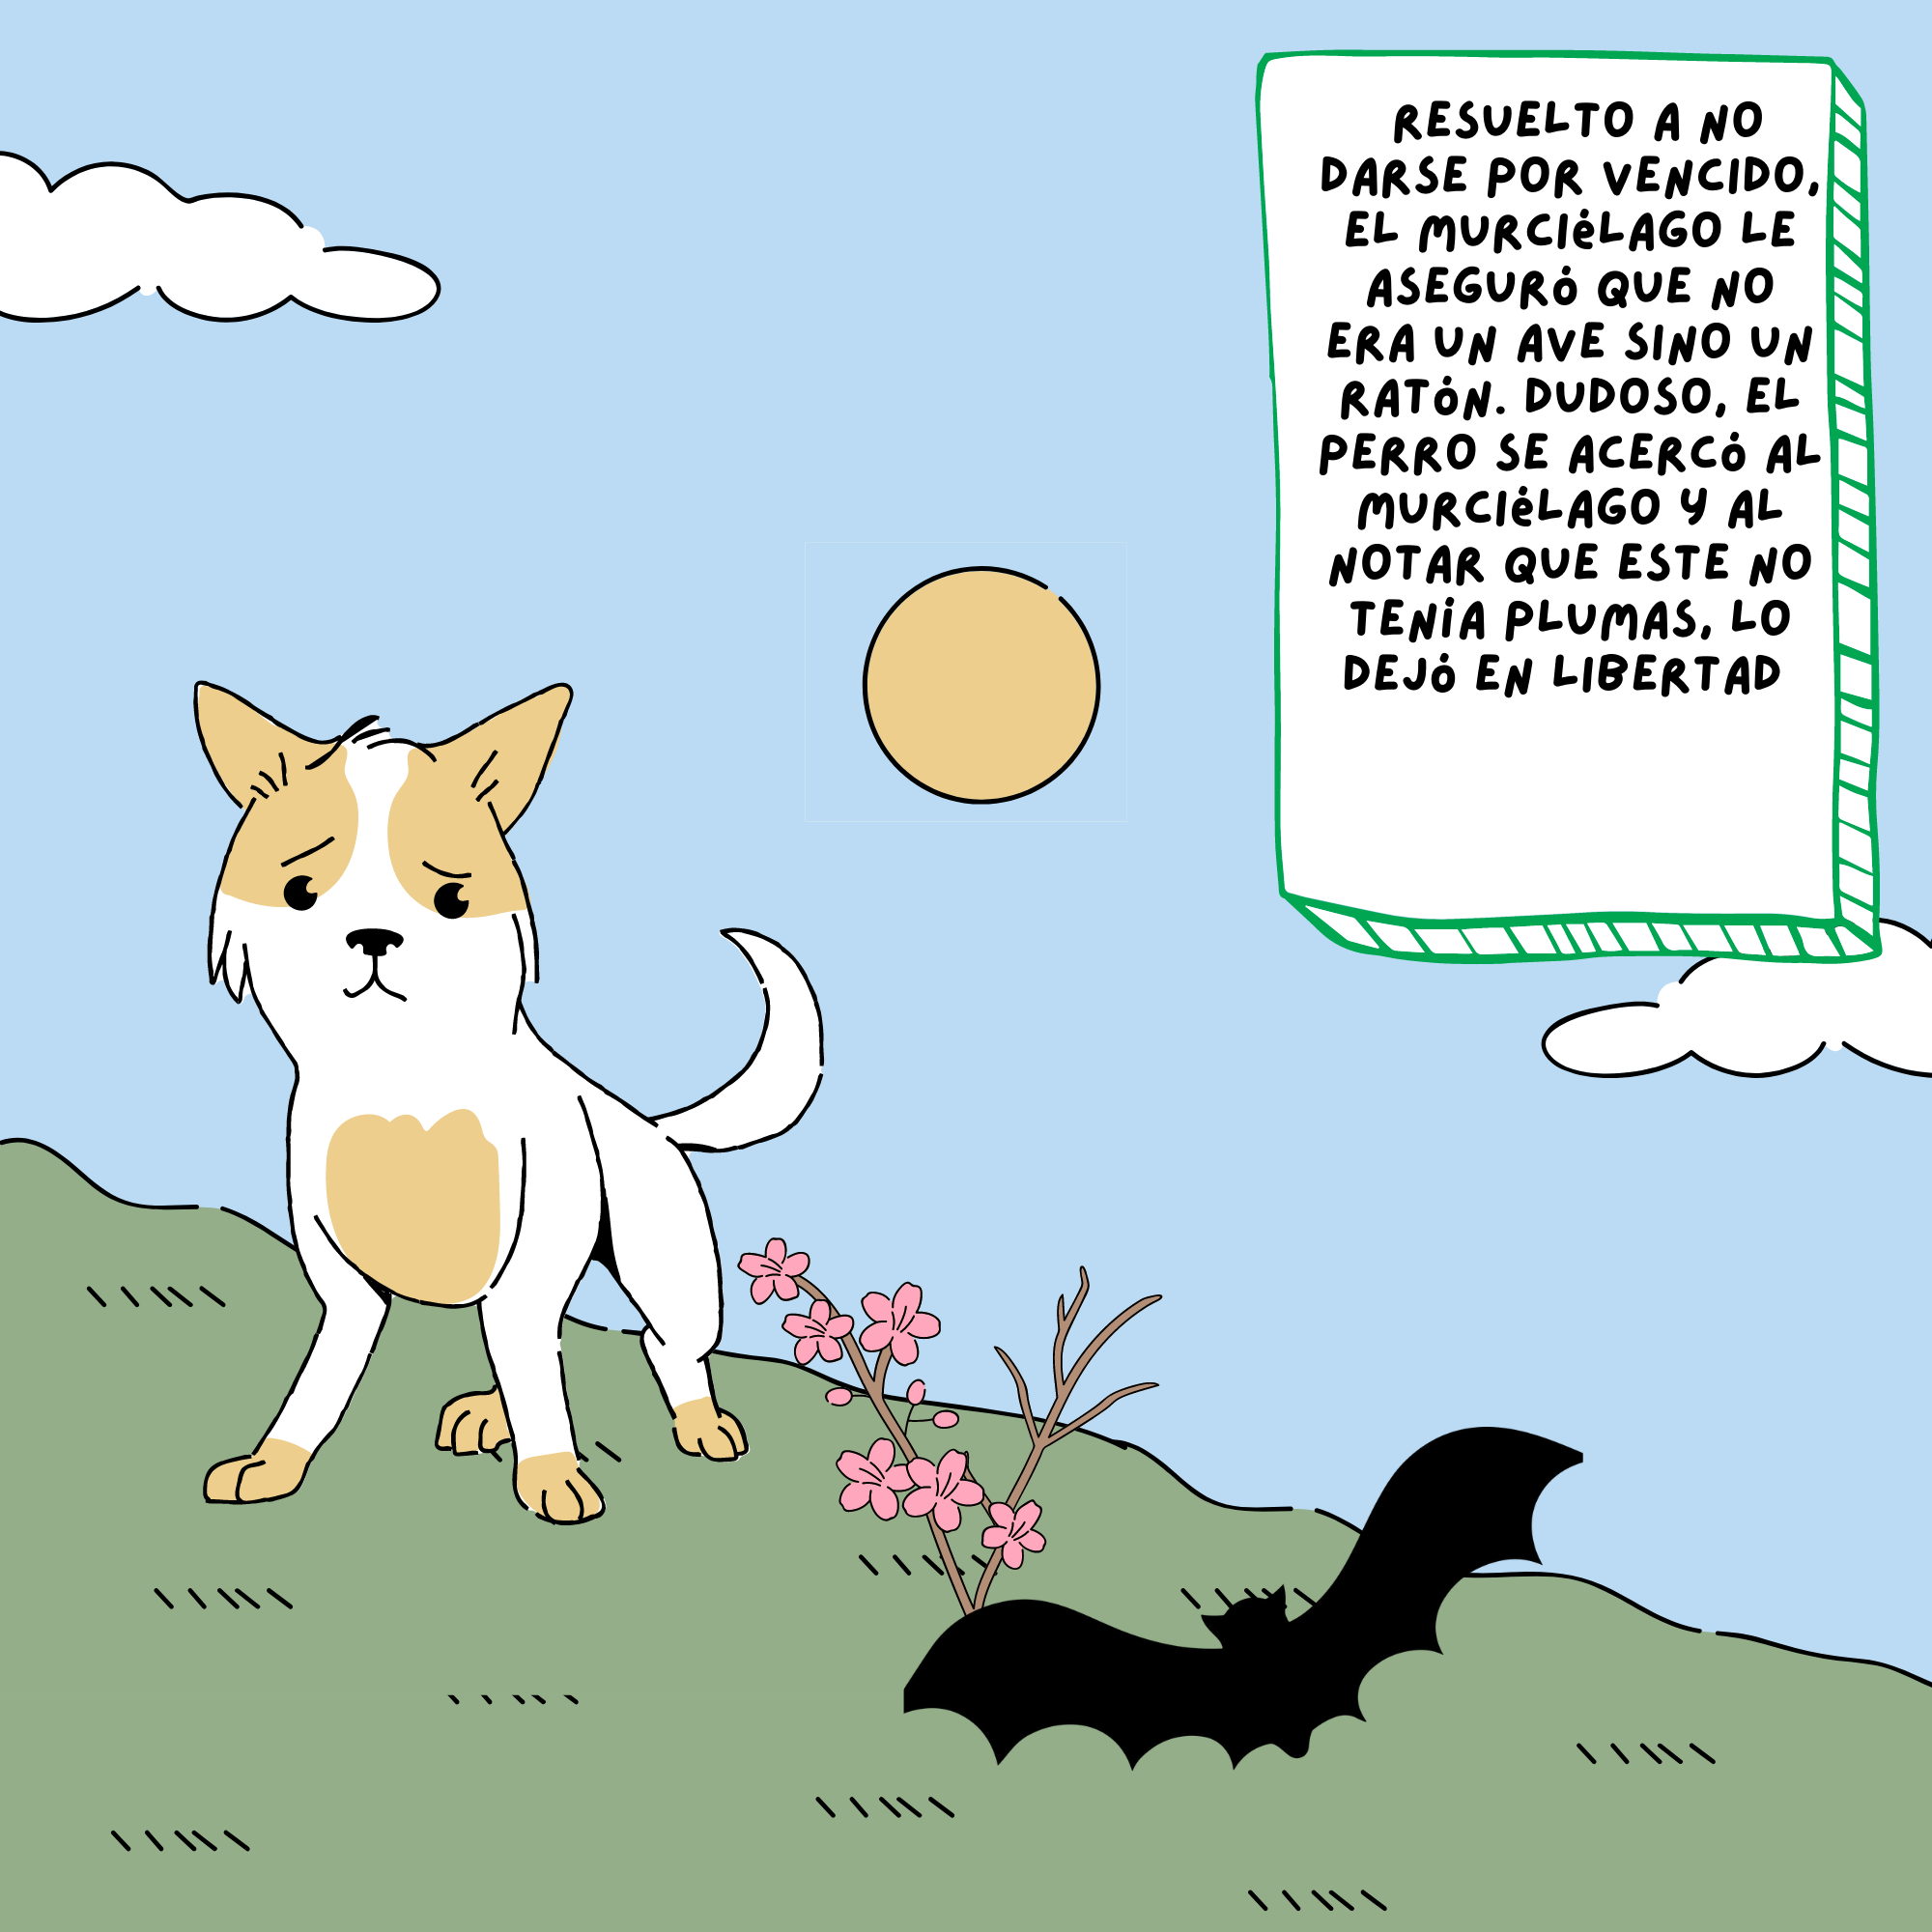 RESUELTO A NO
DARSE POR VENCIDO,
EL MURCIéLAGO LE
ASEGURÓ QUE NO
ERA UN AVE SINO UN
RATÓN. DUDOSO, EL
PERRO SE ACERCÓ AL
MURCIéLAGO Y AL
NOTAR QUE ESTE NO
TENÍA PLUMAS, LO
DEJÓ EN LIBERTAD